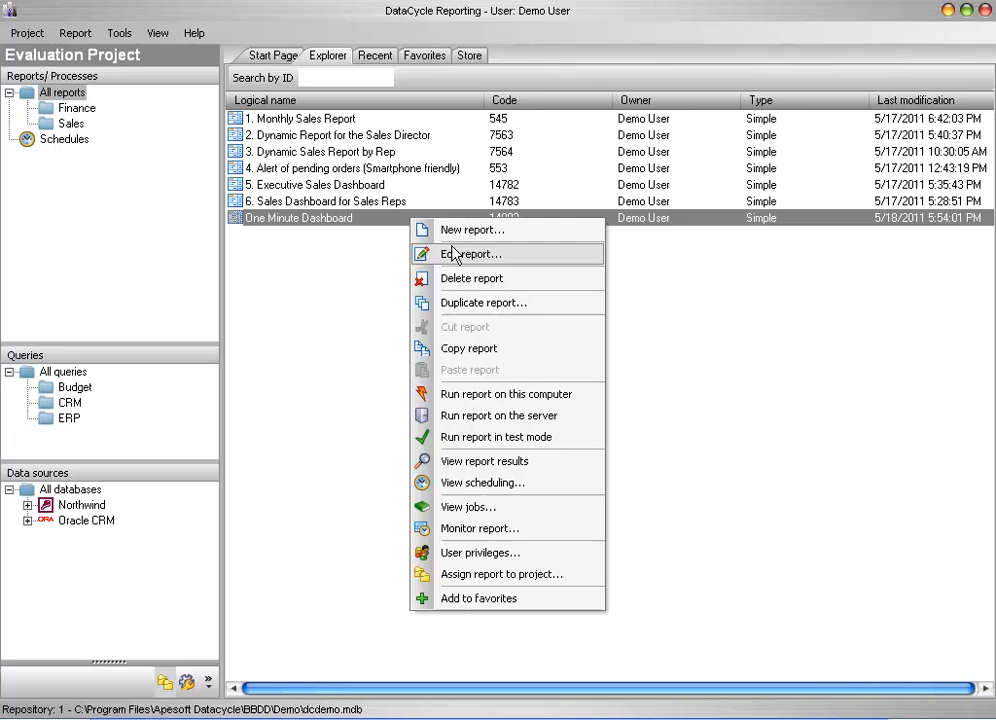 DataCycle Reporting - User: Demo User
Project Report Tools View Help
Evaluation Project
Start Page Explorer Recent Favorites Store
Reports/ Processes
Search by ID
All reports
Finance
Sales
Schedules
Logical name Code Owner Type Last modification
1. Monthly Sales Report 545 Demo User Simple 5/17/2011 6:42:03 PM
2. Dynamic Report for the Sales Director 7563 Demo User Simple 5/17/2011 5:40:37 PM
3. Dynamic Sales Report by Rep 7564 Demo User Simple 5/17/2011 10:30:05 AM
4. Alert of pending orders (Smartphone friendly) 553 Demo User Simple 5/17/2011 12:43:19 PM
5. Executive Sales Dashboard 14782 Demo User Simple 5/17/2011 5:35:43 PM
6. Sales Dashboard for Sales Reps 14783 Demo User Simple 5/17/2011 5:28:51 PM
One Minute Dashboard Demo User Simple 5/18/2011 5:54:01 PM
New report...
report...
Delete report
Duplicate report...
Cut report
Copy report
Paste report
Run report on this computer
Run report on the server
Run report in test mode
View report results
View scheduling...
View jobs...
Monitor report...
User privileges...
Assign report to project...
Add to favorites
Queries
All queries
Budget
CRM
ERP
Data sources
All databases
Northwind
ORA Oracle CRM
Repository: 1 - C:\Program Files\Apesoft Datacycle\BBDD\Demo\dcdemo.mdb